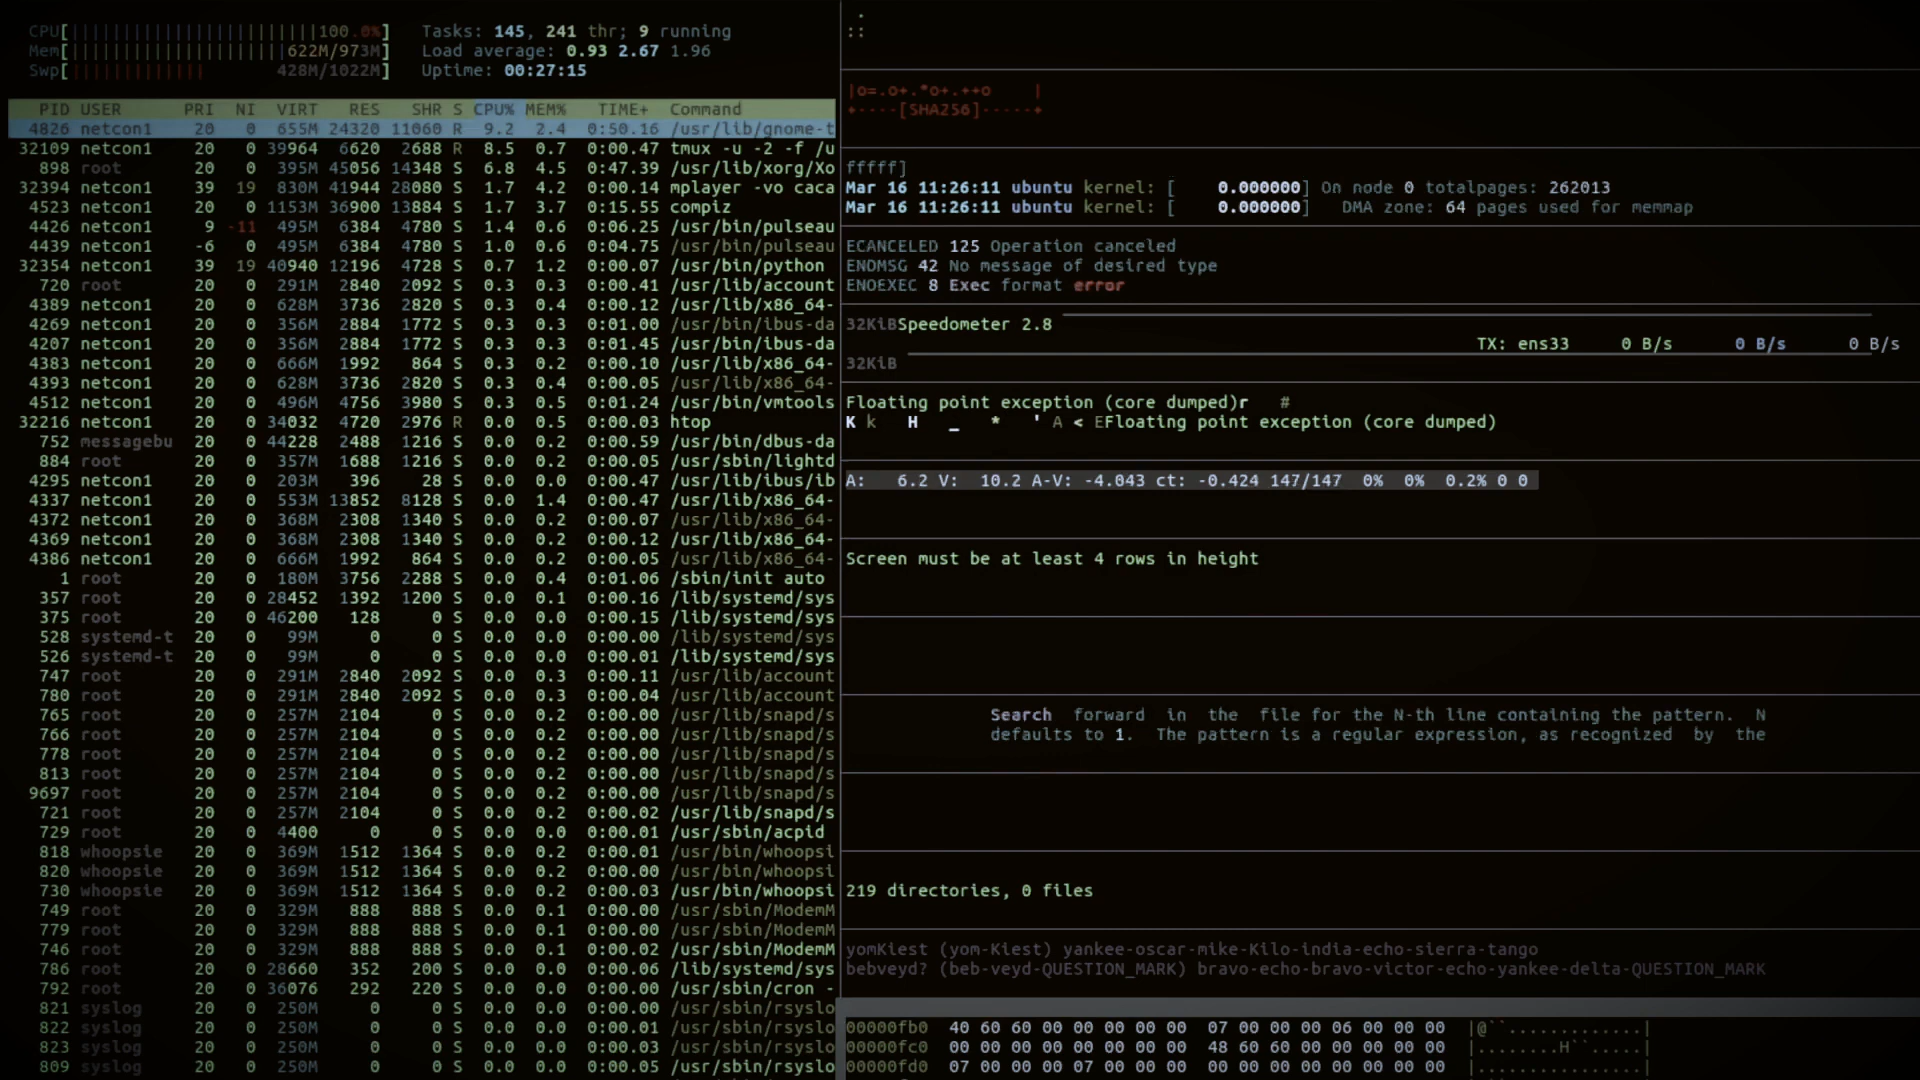 CPU[||||||||||||||||||||||||100.0%]
Mem[|||||||||||||||||||||622M/973M]
Swp[||||||||||||| 428M/1022M]
Tasks: 145, 241 thr; 9 running
Load average: 0.93 2.67 1.96
Uptime: 00:27:15
PID USER PRI NI VIRT RES SHR S CPU% MEM% TIME+ Command
4826 netcon1 20 0 655M 24320 11060 R 9.2 2.4 0:50.16 /usr/lib/gnome-t
32109 netcon1 20 0 39964 6620 2688 R 8.5 0.7 0:00.47 tmux -u -2 -f /u
898 root 20 0 395M 45056 14348 S 6.8 4.5 0:47.39 /usr/lib/xorg/Xo
32394 netcon1 39 19 830M 41944 28080 S 1.7 4.2 0:00.14 mplayer -vo caca
4523 netcon1 20 0 1153M 36900 13884 S 1.7 3.7 0:15.55 compiz
4426 netcon1 9 -11 495M 6384 4780 S 1.4 0.6 0:06.25 /usr/bin/pulseau
4439 netcon1 -6 0 495M 6384 4780 S 1.0 0.6 0:04.75 /usr/bin/pulseau
32354 netcon1 39 19 40940 12196 4728 S 0.7 1.2 0:00.07 /usr/bin/python
720 root 20 0 291M 2840 2092 S 0.3 0.3 0:00.41 /usr/lib/account
4389 netcon1 20 0 628M 3736 2820 S 0.3 0.4 0:00.12 /usr/lib/x86_64-
4269 netcon1 20 0 356M 2884 1772 S 0.3 0.3 0:01.00 /usr/bin/ibus-da
4207 netcon1 20 0 356M 2884 1772 S 0.3 0.3 0:01.45 /usr/bin/ibus-da
4383 netcon1 20 0 666M 1992 864 S 0.3 0.2 0:00.10 /usr/lib/x86_64-
4393 netcon1 20 0 628M 3736 2820 S 0.3 0.4 0:00.05 /usr/lib/x86_64-
4512 netcon1 20 0 496M 4756 3980 S 0.3 0.5 0:01.24 /usr/bin/vmtools
32216 netcon1 20 0 34032 4720 2976 R 0.0 0.5 0:00.03 htop
752 messagebu 20 0 44228 2488 1216 S 0.0 0.2 0:00.59 /usr/bin/dbus-da
884 root 20 0 357M 1688 1216 S 0.0 0.2 0:00.05 /usr/sbin/lightd
4295 netcon1 20 0 203M 396 28 S 0.0 0.0 0:00.47 /usr/lib/ibus/ib
4337 netcon1 20 0 553M 13852 8128 S 0.0 1.4 0:00.47 /usr/lib/x86_64-
4372 netcon1 20 0 368M 2308 1340 S 0.0 0.2 0:00.07 /usr/lib/x86_64-
4369 netcon1 20 0 368M 2308 1340 S 0.0 0.2 0:00.12 /usr/lib/x86_64-
4386 netcon1 20 0 666M 1992 864 S 0.0 0.2 0:00.05 /usr/lib/x86_64-
1 root 20 0 180M 3756 2288 S 0.0 0.4 0:01.06 /sbin/init auto
357 root 20 0 28452 1392 1200 S 0.0 0.1 0:00.16 /lib/systemd/sys
375 root 20 0 46200 128 0 S 0.0 0.0 0:00.15 /lib/systemd/sys
528 systemd-t 20 0 99M 0 0 S 0.0 0.0 0:00.00 /lib/systemd/sys
526 systemd-t 20 0 99M 0 0 S 0.0 0.0 0:00.01 /lib/systemd/sys
747 root 20 0 291M 2840 2092 S 0.0 0.3 0:00.11 /usr/lib/account
780 root 20 0 291M 2840 2092 S 0.0 0.3 0:00.04 /usr/lib/account
765 root 20 0 257M 2104 0 S 0.0 0.2 0:00.00 /usr/lib/snapd/s
766 root 20 0 257M 2104 0 S 0.0 0.2 0:00.00 /usr/lib/snapd/s
778 root 20 0 257M 2104 0 S 0.0 0.2 0:00.00 /usr/lib/snapd/s
813 root 20 0 257M 2104 0 S 0.0 0.2 0:00.00 /usr/lib/snapd/s
9697 root 20 0 257M 2104 0 S 0.0 0.2 0:00.00 /usr/lib/snapd/s
721 root 20 0 257M 2104 0 S 0.0 0.2 0:00.02 /usr/lib/snapd/s
729 root 20 0 4400 0 0 S 0.0 0.0 0:00.01 /usr/sbin/acpid
818 whoopsie 20 0 369M 1512 1364 S 0.0 0.2 0:00.01 /usr/bin/whoopsi
820 whoopsie 20 0 369M 1512 1364 S 0.0 0.2 0:00.00 /usr/bin/whoopsi
730 whoopsie 20 0 369M 1512 1364 S 0.0 0.2 0:00.03 /usr/bin/whoopsi
749 root 20 0 329M 888 888 S 0.0 0.1 0:00.00 /usr/sbin/ModemM
779 root 20 0 329M 888 888 S 0.0 0.1 0:00.00 /usr/sbin/ModemM
746 root 20 0 329M 888 888 S 0.0 0.1 0:00.02 /usr/sbin/ModemM
786 root 20 0 28660 352 200 S 0.0 0.0 0:00.06 /lib/systemd/sys
792 root 20 0 36076 292 220 S 0.0 0.0 0:00.00 /usr/sbin/cron -
821 syslog 20 0 250M 0 0 S 0.0 0.0 0:00.00 /usr/sbin/rsyslo
822 syslog 20 0 250M 0 0 S 0.0 0.0 0:00.01 /usr/sbin/rsyslo
823 syslog 20 0 250M 0 0 S 0.0 0.0 0:00.03 /usr/sbin/rsyslo
809 syslog 20 0 250M 0 0 S 0.0 0.0 0:00.05 /usr/sbin/rsyslo
.
::
|o=.o+.*o+.++o |
+----[SHA256]-----+
fffff]
Mar 16 11:26:11 ubuntu kernel: [ 0.000000] On node 0 totalpages: 262013
Mar 16 11:26:11 ubuntu kernel: [ 0.000000] DMA zone: 64 pages used for memmap
ECANCELED 125 Operation canceled
ENOMSG 42 No message of desired type
ENOEXEC 8 Exec format error
32KiBSpeedometer 2.8
TX: ens33 0 B/s 0 B/s 0 B/s
32KiB
Floating point exception (core dumped)r #
K k H _ * ' A < EFloating point exception (core dumped)
A: 6.2 V: 10.2 A-V: -4.043 ct: -0.424 147/147 0% 0% 0.2% 0 0
Screen must be at least 4 rows in height
Search forward in the file for the N-th line containing the pattern. N
defaults to 1. The pattern is a regular expression, as recognized by the
219 directories, 0 files
yomKiest (yom-Kiest) yankee-oscar-mike-Kilo-india-echo-sierra-tango
bebveyd? (beb-veyd-QUESTION_MARK) bravo-echo-bravo-victor-echo-yankee-delta-QUESTION_MARK
00000fb0 40 60 60 00 00 00 00 00 07 00 00 00 06 00 00 00 |@``.............|
00000fc0 00 00 00 00 00 00 00 00 48 60 60 00 00 00 00 00 |........H``.....|
00000fd0 07 00 00 00 07 00 00 00 00 00 00 00 00 00 00 00 |................|